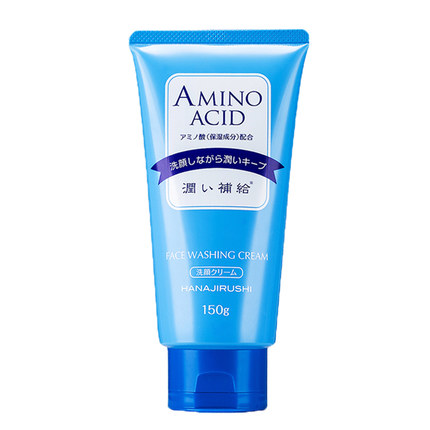 AMINO
ACID
アミノ酸(保湿成分)配合
洗顔しながら潤いキープ
潤い補給*
FACE WASHING CREAM
洗顔クリーム
HANAJIRUSHI
150g